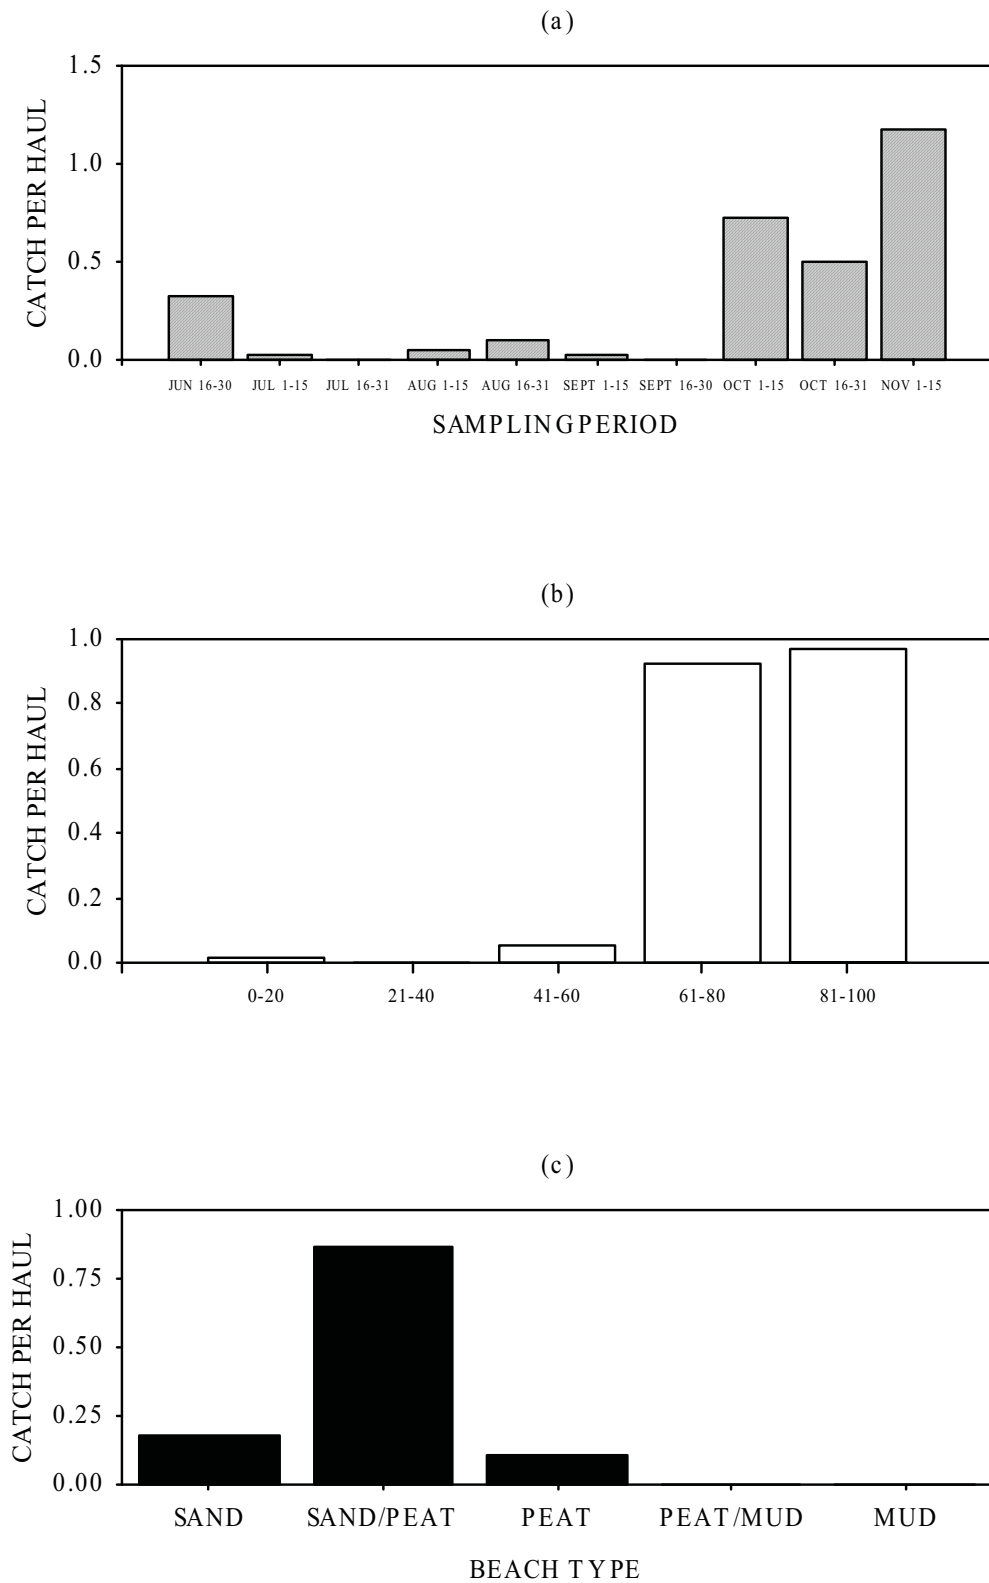 (a)
CATCH PER HAUL
1.5
1.0
0.5
0.0
JUN 16-30 JUL 1-15 JUL 16-31 AUG 1-15 AUG 16-31 SEPT 1-15 SEPT 16-30 OCT 1-15 OCT 16-31 NOV 1-15
SAMPLING PERIOD
(b)
CATCH PER HAUL
1.0
0.8
0.6
0.4
0.2
0.0
0-20 21-40 41-60 61-80 81-100
(c)
CATCH PER HAUL
1.00
0.75
0.50
0.25
0.00
SAND SAND/PEAT PEAT PEAT/MUD MUD
BEACH TYPE